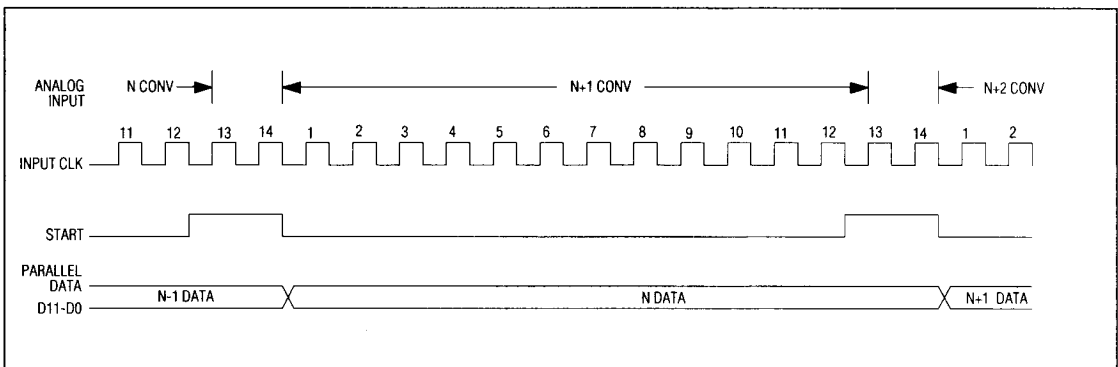 ANALOG INPUT N CONV N+1 CONV N+2 CONV
11 12 13 14 1 2 3 4 5 6 7 8 9 10 11 12 13 14 1 2
INPUT CLK
START
PARALLEL DATA
D11-D0
N-1 DATA N DATA N+1 DATA